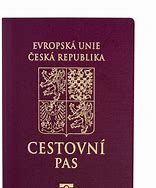 EVROPSKÁ UNIE
ČESKÁ REPUBLIKA
CESTOVNÍ
PAS